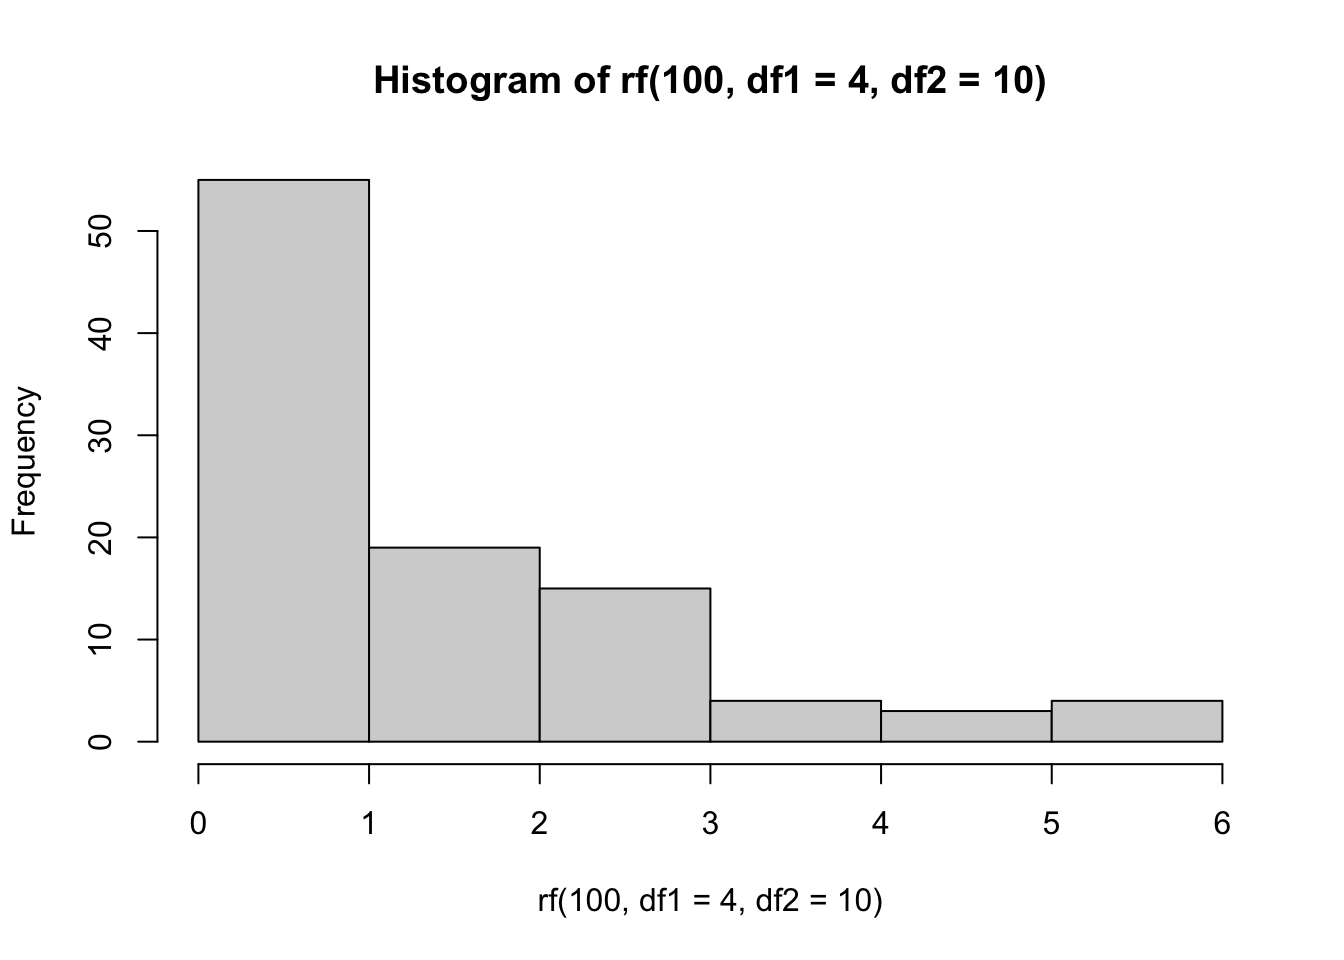 Histogram of rf(100, df1 = 4, df2 = 10)
Frequency
50
40
30
20
10
0
0 1 2 3 4 5 6
rf(100, df1 = 4, df2 = 10)